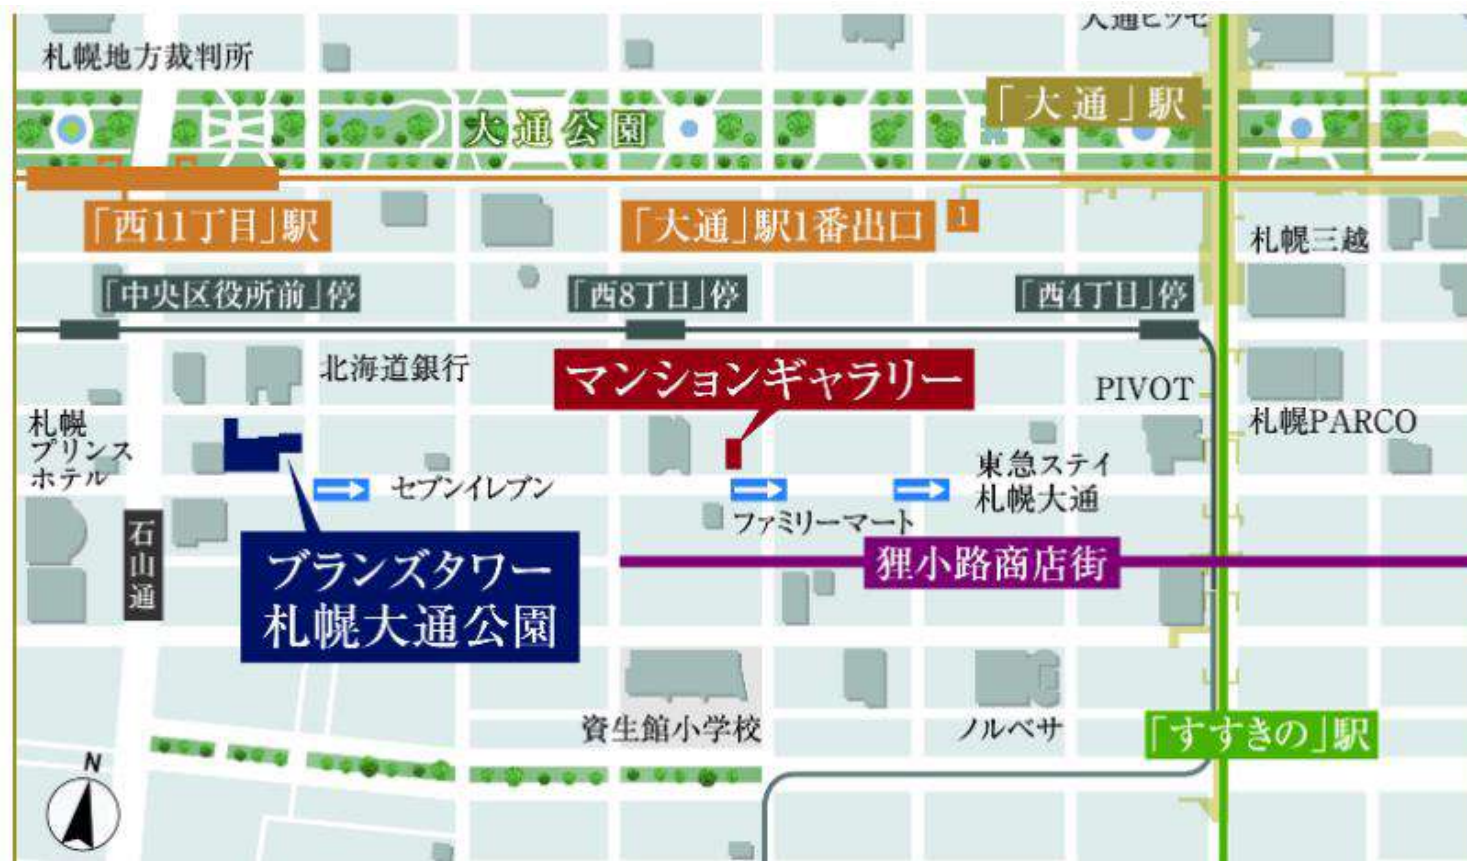 大通ビッセ
札幌地方裁判所
「大通」駅
大通公園
「西11丁目」駅
「大通」駅1番出口
1
札幌三越
「中央区役所前」停
「西8丁目」停
「西4丁目」停
北海道銀行
マンションギャラリー
PIVOT
札幌PARCO
札幌
プリンス
ホテル
セブンイレブン
東急ステイ
札幌大通
ファミリーマート
石山通
ブランズタワー
札幌大通公園
狸小路商店街
資生館小学校
ノルベサ
「すすきの」駅
N